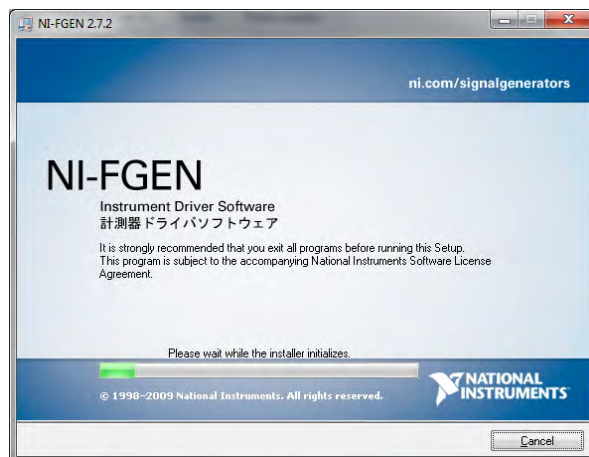 NI-FGEN 2.7.2
ni.com/signalgenerators
NI-FGEN
Instrument Driver Software
計測器ドライバソフトウェア
It is strongly recommended that you exit all programs before running this Setup.
This program is subject to the accompanying National Instruments Software License
Agreement.
Please wait while the installer initializes.
© 1998-2009 National Instruments. All rights reserved.
NATIONAL
INSTRUMENTS
Cancel